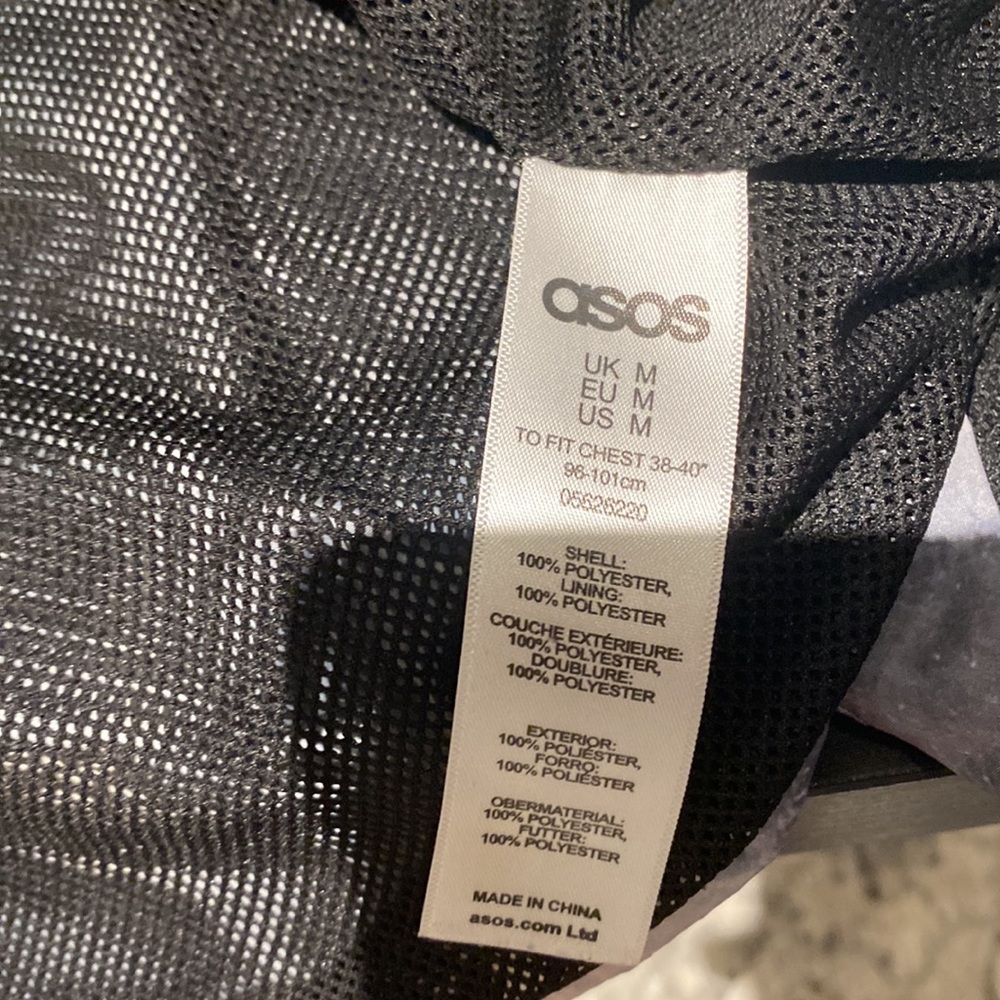 asos
UK M
EU M
US M
TO FIT CHEST 38-40"
96-101cm
05626220
SHELL:
100% POLYESTER,
LINING:
100% POLYESTER
COUCHE EXTÉRIEURE:
100% POLYESTER,
DOUBLURE:
100% POLYESTER
EXTERIOR:
100% POLIÉSTER,
FORRO:
100% POLIÉSTER
OBERMATERIAL:
100% POLYESTER,
FUTTER:
100% POLYESTER
MADE IN CHINA
asos.com Ltd